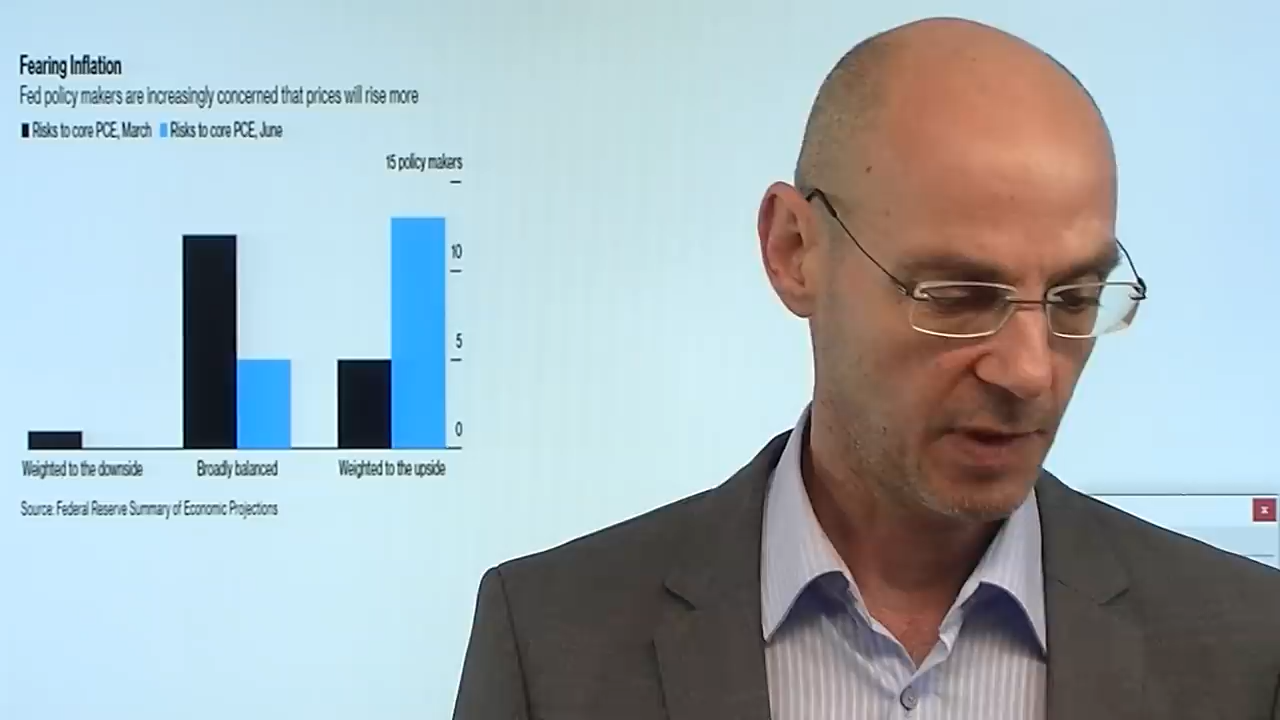 Fearing Inflation
Fed policy makers are increasingly concerned that prices will rise more
Risks to core PCE, March Risks to core PCE, June
15 policy makers
10
5
0
Weighted to the downside Broadly balanced Weighted to the upside
Source: Federal Reserve Summary of Economic Projections
x